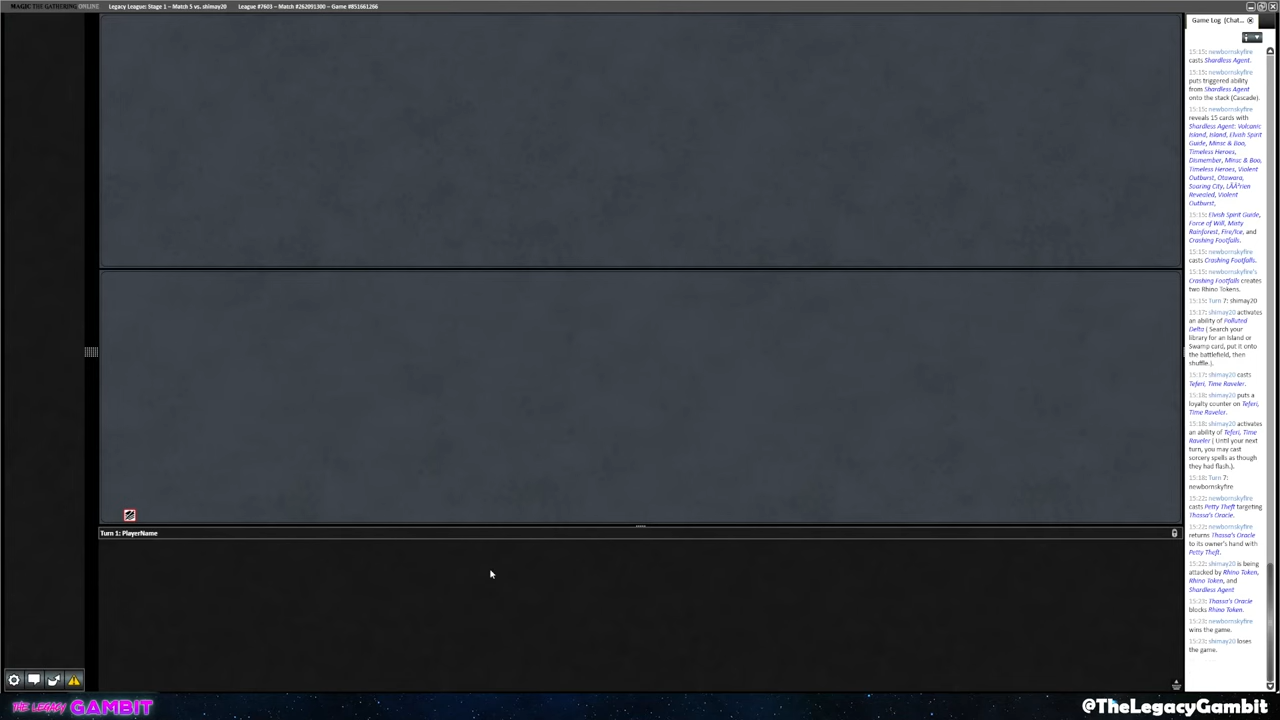 MAGIC THE GATHERING ONLINE
Legacy League: Stage 1 – Match 5 vs. shimay20
League #7603 – Match #262091300 – Game #851661266
Game Log (Chat...
15:15: newbornskyfire
casts Shardless Agent.
15:15: newbornskyfire
puts triggered ability
from Shardless Agent
onto the stack (Cascade).
15:15: newbornskyfire
reveals 15 cards with
Shardless Agent: Volcanic
Island, Island, Elvish Spirit
Guide, Minsc & Boo,
Timeless Heroes,
Dismember, Minsc & Boo,
Timeless Heroes, Violent
Outburst, Otawara,
Soaring City, LÃÂ³rien
Revealed, Violent
Outburst,
15:15: Elvish Spirit Guide,
Force of Will, Misty
Rainforest, Fire/Ice, and
Crashing Footfalls.
15:15: newbornskyfire
casts Crashing Footfalls.
15:15: newbornskyfire's
Crashing Footfalls creates
two Rhino Tokens.
15:15: Turn 7: shimay20
15:17: shimay20 activates
an ability of Polluted
Delta ( Search your
library for an Island or
Swamp card, put it onto
the battlefield, then
shuffle.).
15:17: shimay20 casts
Teferi, Time Raveler.
15:18: shimay20 puts a
loyalty counter on Teferi,
Time Raveler.
15:18: shimay20 activates
an ability of Teferi, Time
Raveler ( Until your next
turn, you may cast
sorcery spells as though
they had flash.).
15:18: Turn 7:
newbornskyfire
15:22: newbornskyfire
casts Petty Theft targeting
Thassa's Oracle.
15:22: newbornskyfire
returns Thassa's Oracle
to its owner's hand with
Petty Theft.
15:22: shimay20 is being
attacked by Rhino Token,
Rhino Token, and
Shardless Agent
15:23: Thassa's Oracle
blocks Rhino Token.
15:23: newbornskyfire
wins the game.
15:23: shimay20 loses
the game.
Turn 1: PlayerName
THE LEGACY GAMBIT
@TheLegacyGambit